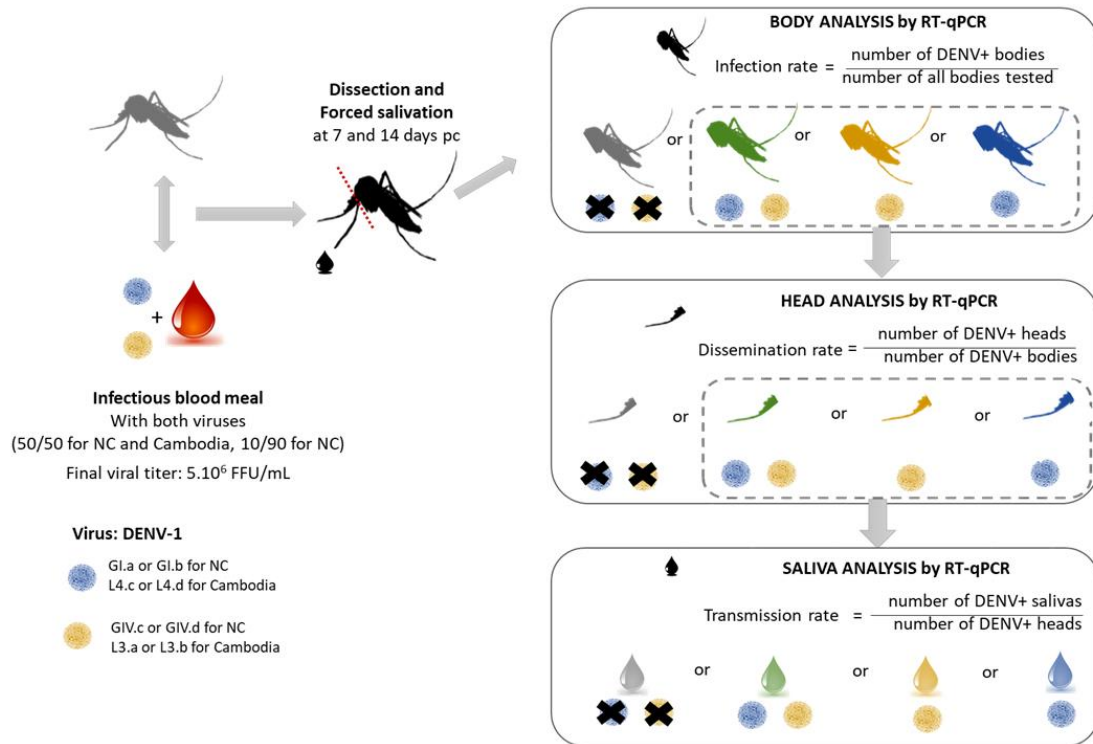 Dissection and
Forced salivation
at 7 and 14 days pc
+
Infectious blood meal
With both viruses
(50/50 for NC and Cambodia, 10/90 for NC)
Final viral titer: 5.10⁶ FFU/mL
Virus: DENV-1
GI.a or GI.b for NC
L4.c or L4.d for Cambodia
GIV.c or GIV.d for NC
L3.a or L3.b for Cambodia
BODY ANALYSIS by RT-qPCR
number of DENV+ bodies
Infection rate =
number of all bodies tested
or or or
HEAD ANALYSIS by RT-qPCR
number of DENV+ heads
Dissemination rate =
number of DENV+ bodies
or or or
SALIVA ANALYSIS by RT-qPCR
number of DENV+ salivas
Transmission rate =
number of DENV+ heads
or or or